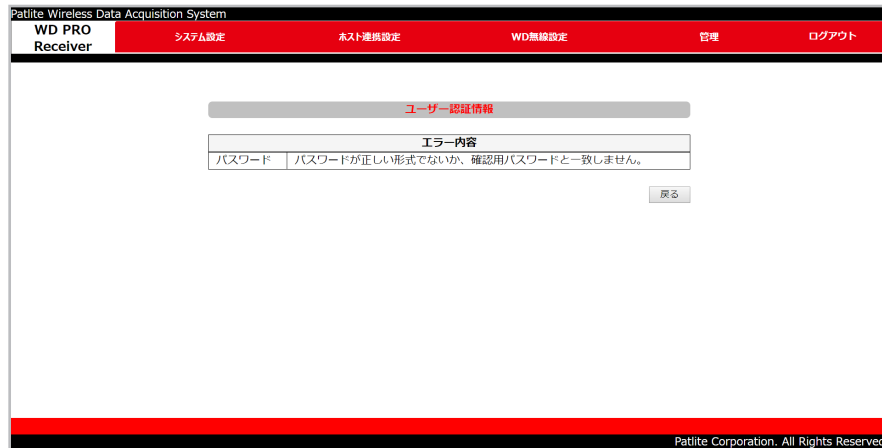 Patlite Wireless Data Acquisition System
WD PRO
Receiver
システム設定
ホスト連携設定
WD無線設定
管理
ログアウト
ユーザー認証情報
エラー内容
パスワード パスワードが正しい形式でないか、確認用パスワードと一致しません。
戻る
Patlite Corporation. All Rights Reserved